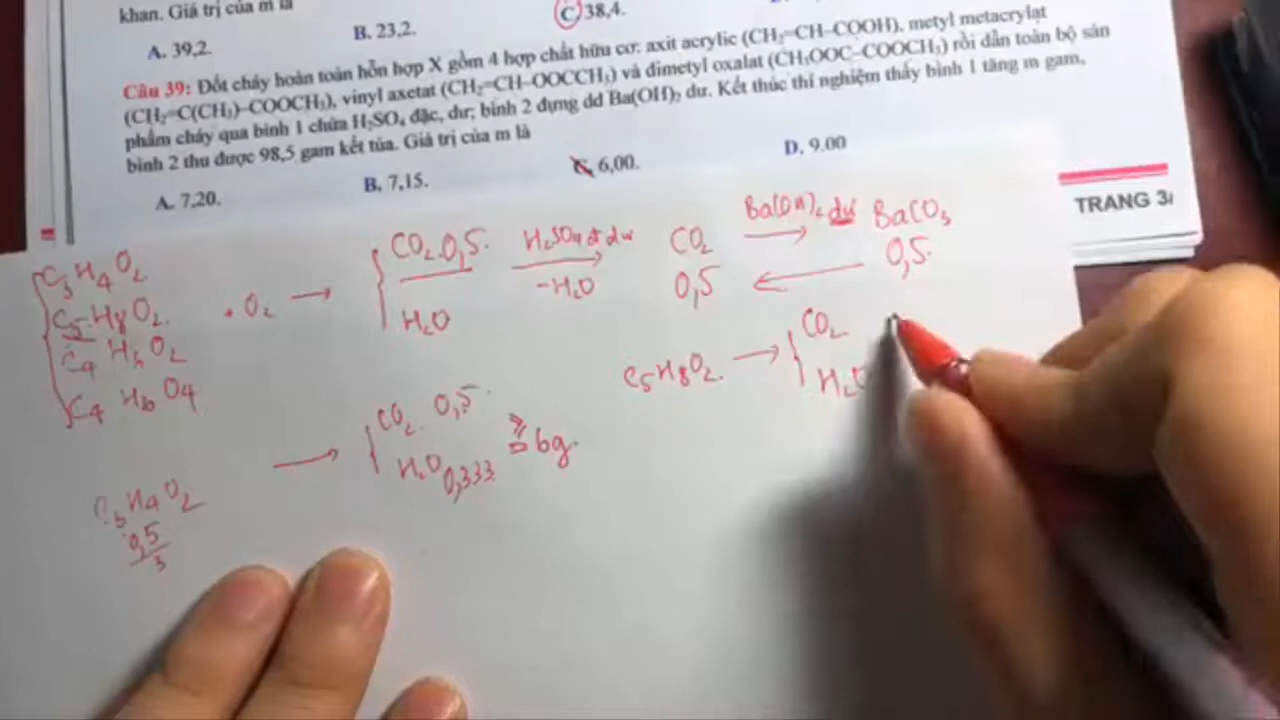 khan. Giá trị của m là
A. 39,2. B. 23,2. C. 38,4.
Câu 39: Đốt cháy hoàn toàn hỗn hợp X gồm 4 hợp chất hữu cơ: axit acrylic (CH₂=CH–COOH), metyl metacrylat
(CH₂=C(CH₃)–COOCH₃), vinyl axetat (CH₂=CH–OOCCH₃) và đimetyl oxalat (CH₃OOC–COOCH₃) rồi dẫn toàn bộ sản
phẩm cháy qua bình 1 chứa H₂SO₄ đặc, dư; bình 2 đựng dd Ba(OH)₂ dư. Kết thúc thí nghiệm thấy bình 1 tăng m gam,
bình 2 thu được 98,5 gam kết tủa. Giá trị của m là
A. 7,20. B. 7,15. C. 6,00. D. 9.00
TRANG 3
C₃H₄O₂
C₅H₈O₂.
C₄H₆O₂
C₄H₆O₄
+ O₂ → { CO₂ 0,5.
H₂O
H₂SO₄ đ dư
–H₂O
CO₂
0,5
Ba(OH)₂ dư
BaCO₃
0,5.
C₃H₄O₂
0,5
3
→ { CO₂ 0,5.
H₂O 0,333
6g.
C₅H₈O₂ → { CO₂
H₂O